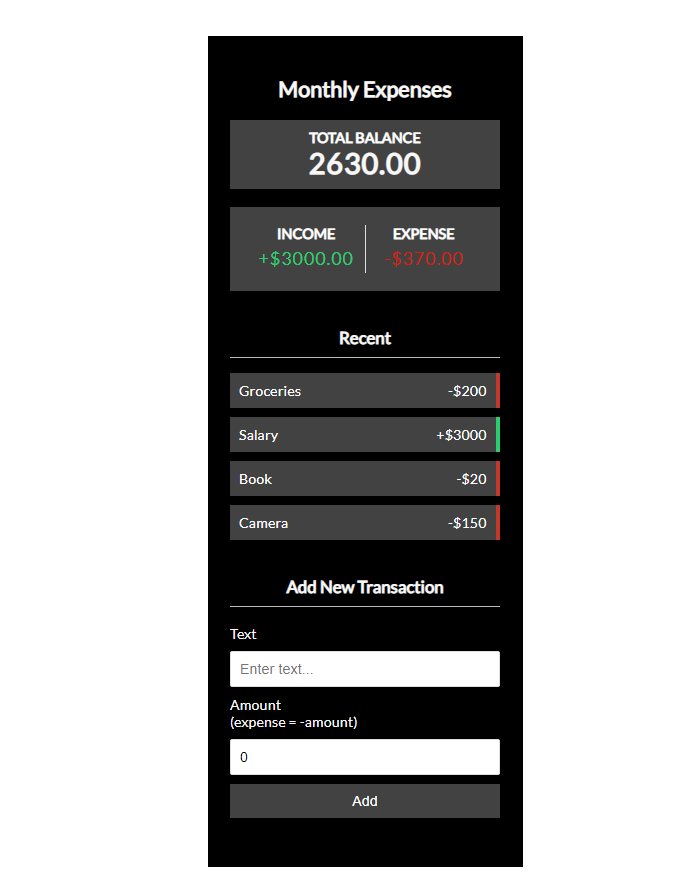 Monthly Expenses
TOTAL BALANCE
2630.00
INCOME EXPENSE
+$3000.00 -$370.00
Recent
Groceries -$200
Salary +$3000
Book -$20
Camera -$150
Add New Transaction
Text
Enter text...
Amount
(expense = -amount)
0
Add